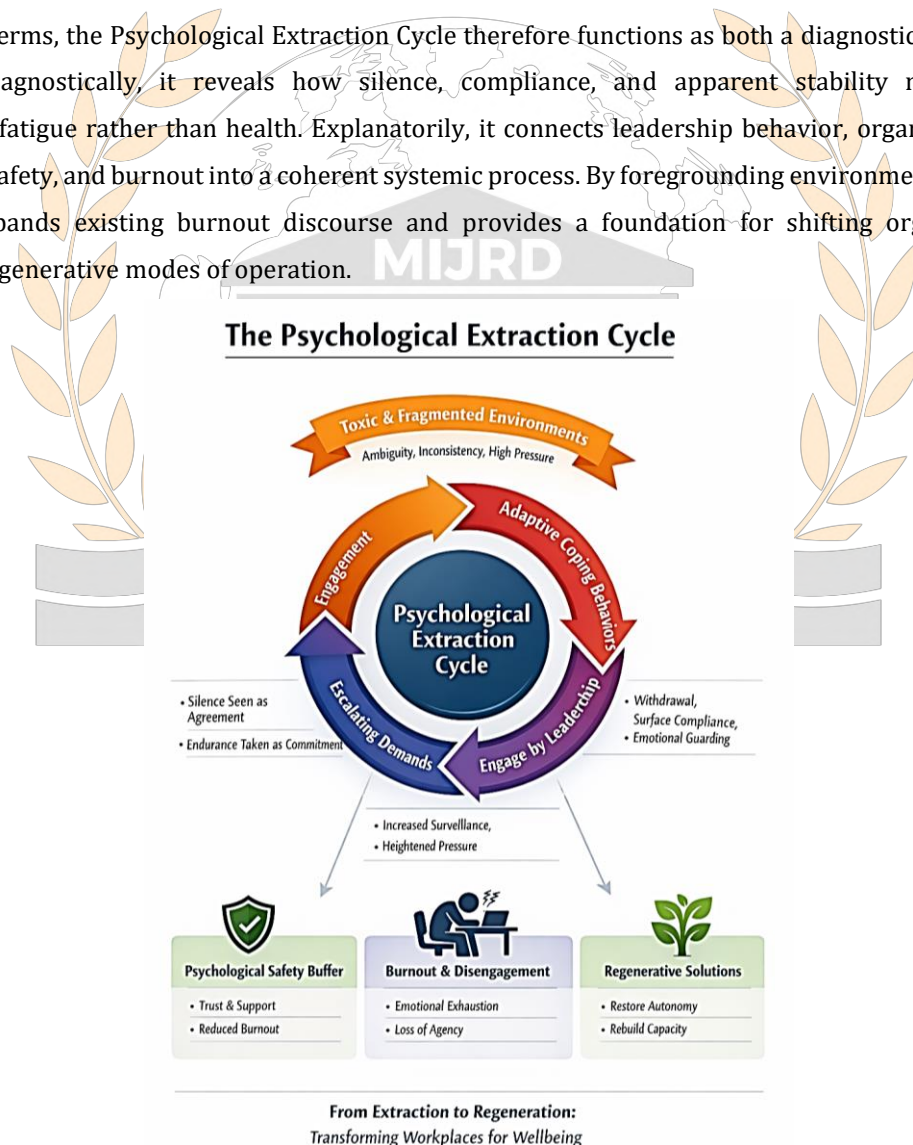 erms, the Psychological Extraction Cycle therefore functions as both a diagnostic
agnostically, it reveals how silence, compliance, and apparent stability
fatigue rather than health. Explanatorily, it connects leadership behavior, organ
afety, and burnout into a coherent systemic process. By foregrounding environme
pands existing burnout discourse and provides a foundation for shifting org
generative modes of operation.
MIJRD
The Psychological Extraction Cycle
Toxic & Fragmented Environments
Ambiguity, Inconsistency, High Pressure
Engagement
Adaptive Coping Behaviors
Psychological
Extraction
Cycle
Escalating Demands
Engage by Leadership
• Silence Seen as
Agreement
• Endurance Taken as Commitment
• Withdrawal,
Surface Compliance,
• Emotional Guarding
• Increased Survelllance,
• Heightened Pressure
Psychological Safety Buffer
• Trust & Support
• Reduced Burnout
Burnout & Disengagement
• Emotional Exhaustion
• Loss of Agency
Regenerative Solutions
• Restore Autonomy
• Rebuild Capacity
From Extraction to Regeneration:
Transforming Workplaces for Wellbeing